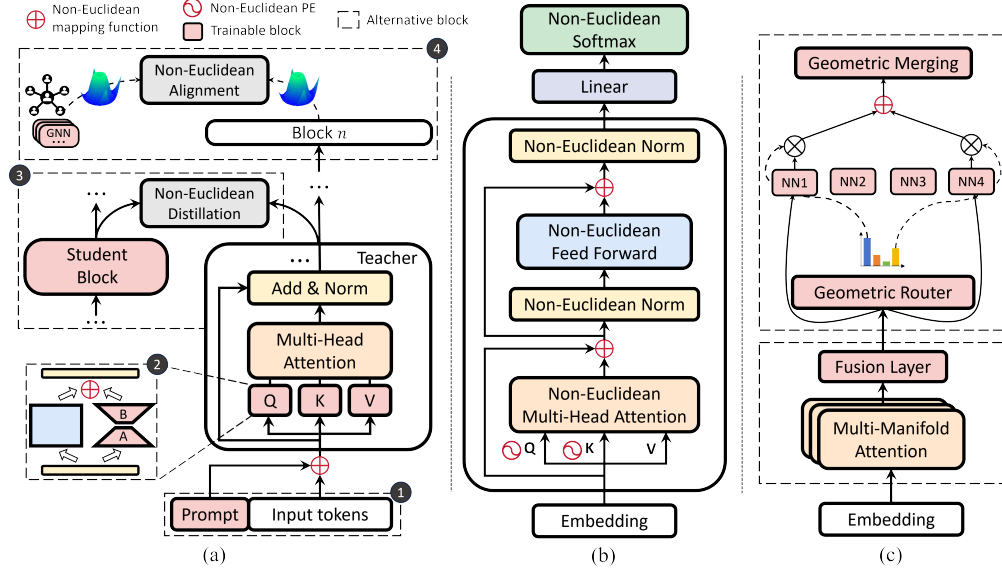 Non-Euclidean
mapping function
Non-Euclidean PE
Trainable block
Alternative block
4
Non-Euclidean
Alignment
GNN
...
Block n
...
3
...
Non-Euclidean
Distillation
Student
Block
...
...
Teacher
Add & Norm
Multi-Head
Attention
2
Q
K
V
B
A
1
Prompt
Input tokens
(a)
Non-Euclidean
Softmax
Linear
Non-Euclidean Norm
Non-Euclidean
Feed Forward
Non-Euclidean Norm
Non-Euclidean
Multi-Head Attention
Q
K
V
Embedding
(b)
Geometric Merging
NN1
NN2
NN3
NN4
Geometric Router
Fusion Layer
Multi-Manifold
Attention
Embedding
(c)